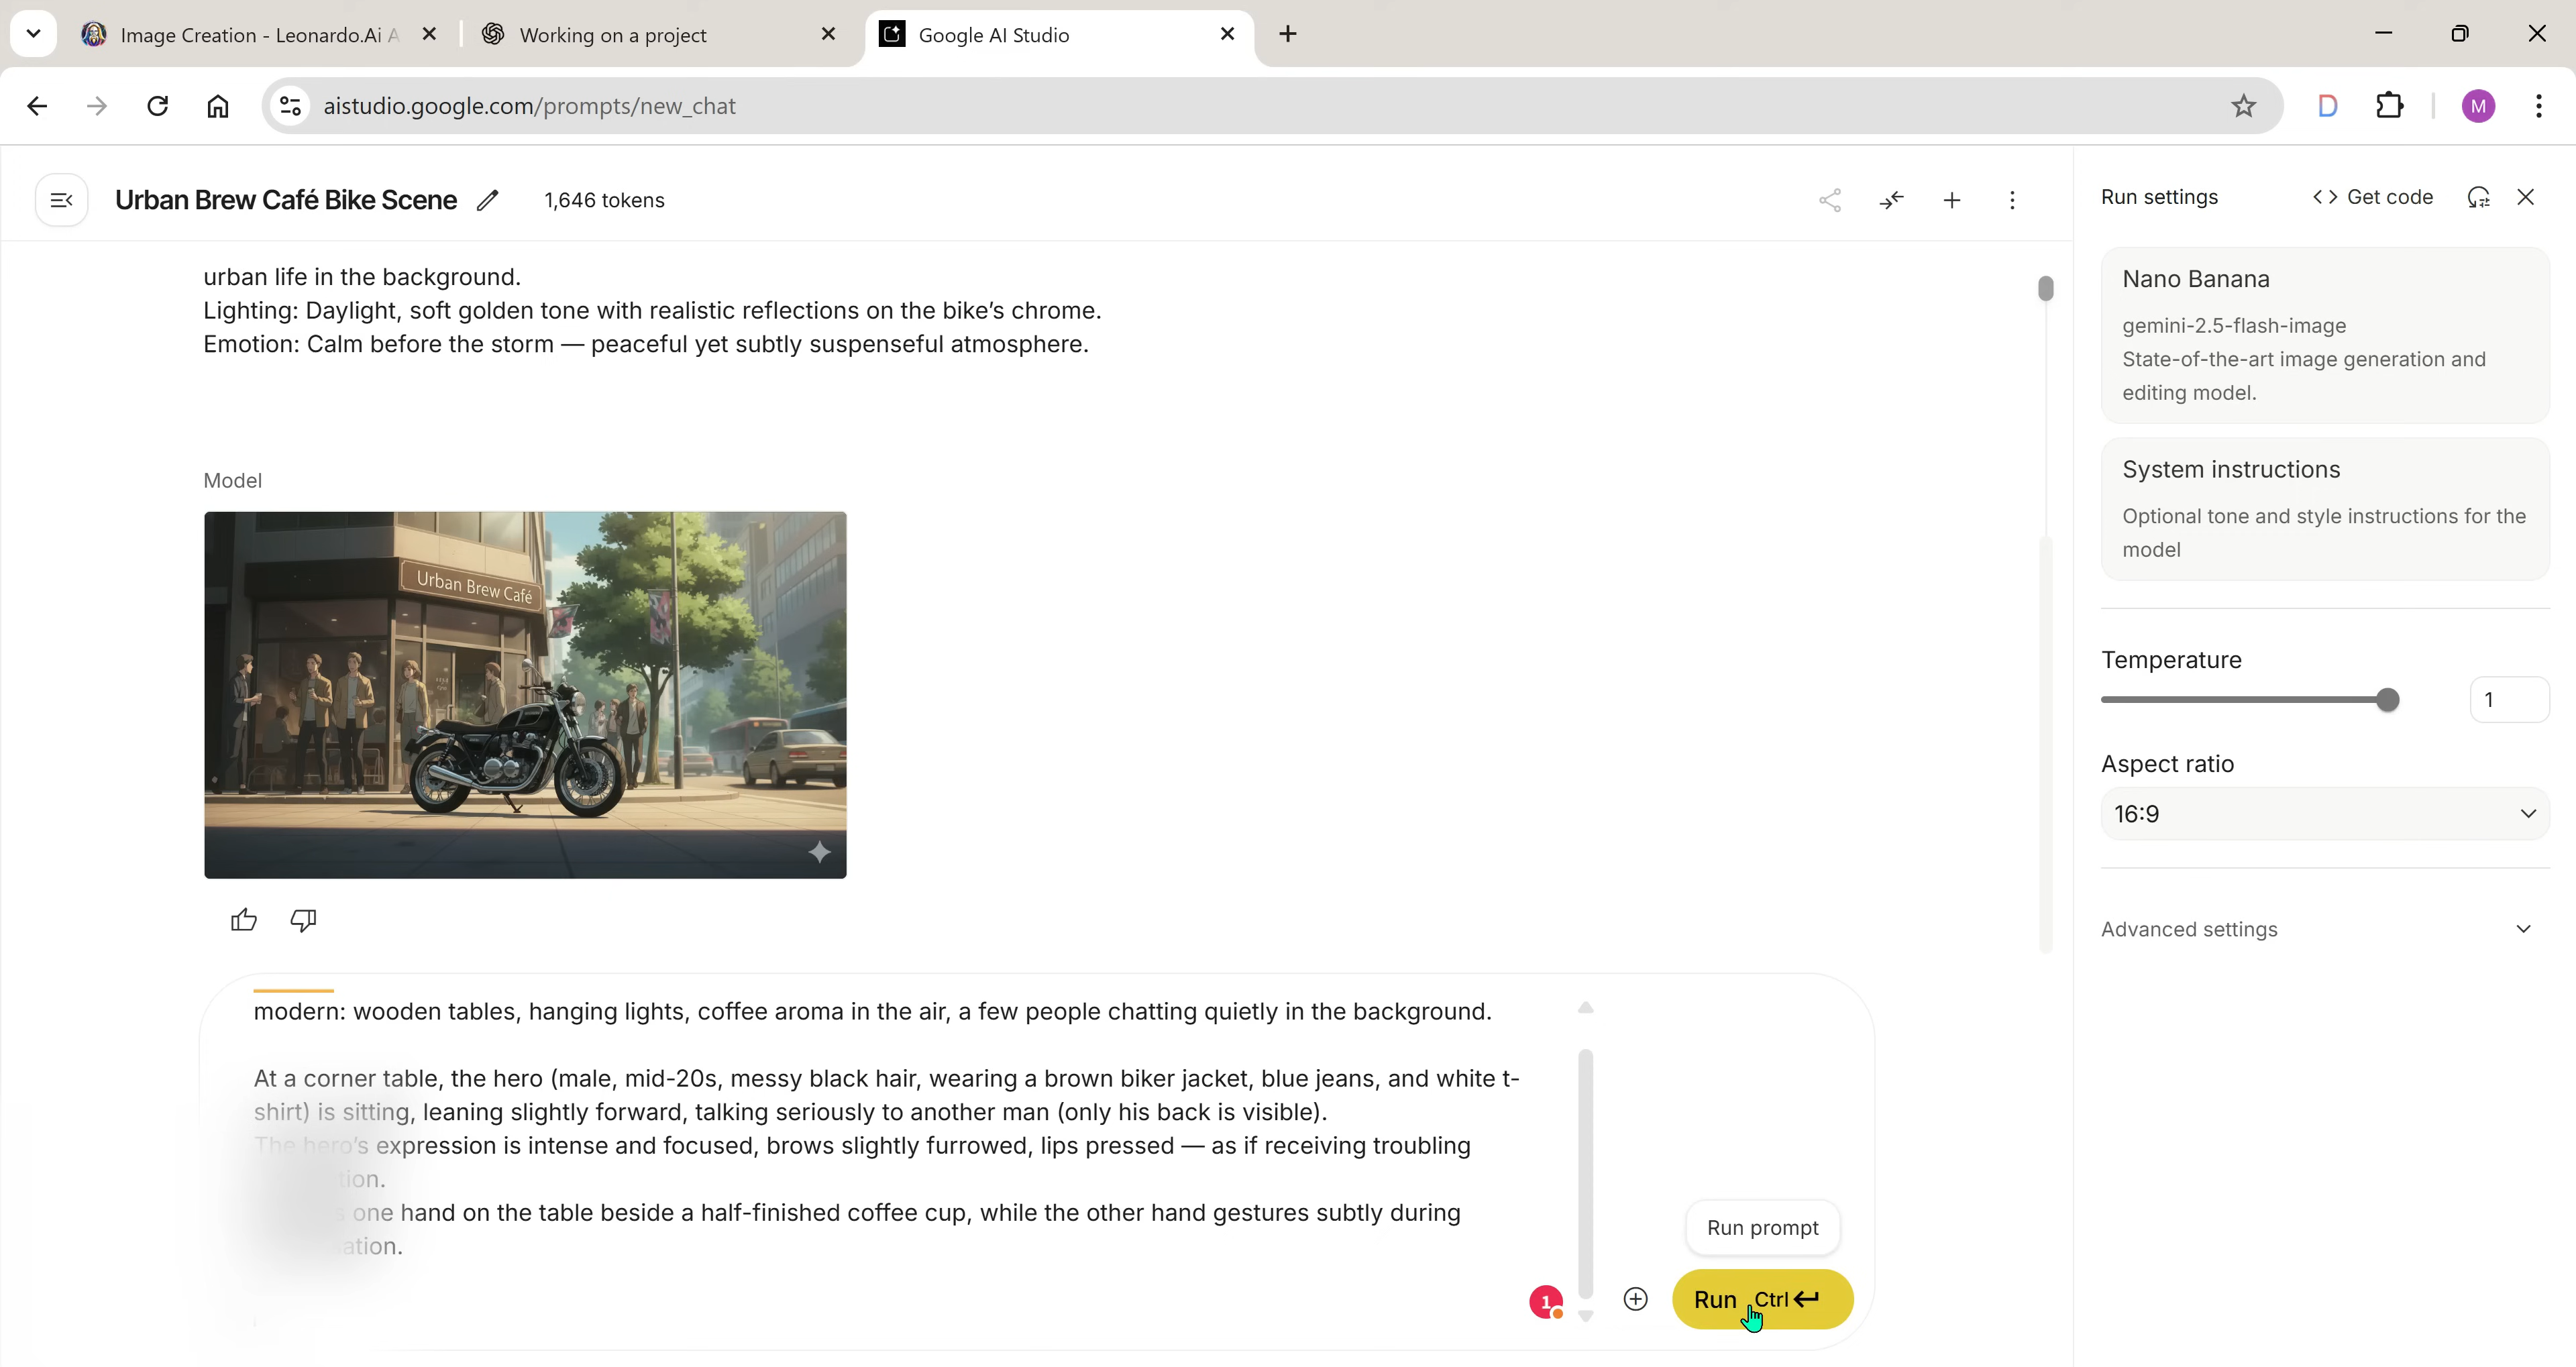 Image Creation - Leonardo.Ai A
Working on a project
Google AI Studio
aistudio.google.com/prompts/new_chat
M
Urban Brew Café Bike Scene
1,646 tokens
urban life in the background.
Lighting: Daylight, soft golden tone with realistic reflections on the bike's chrome.
Emotion: Calm before the storm — peaceful yet subtly suspenseful atmosphere.
Model
Urban Brew Café
modern: wooden tables, hanging lights, coffee aroma in the air, a few people chatting quietly in the background.
At a corner table, the hero (male, mid-20s, messy black hair, wearing a brown biker jacket, blue jeans, and white t-
shirt) is sitting, leaning slightly forward, talking seriously to another man (only his back is visible).
The hero's expression is intense and focused, brows slightly furrowed, lips pressed — as if receiving troubling
tion.
s one hand on the table beside a half-finished coffee cup, while the other hand gestures subtly during
ation.
1
Run prompt
Run Ctrl
Run settings
Get code
Nano Banana
gemini-2.5-flash-image
State-of-the-art image generation and
editing model.
System instructions
Optional tone and style instructions for the
model
Temperature
1
Aspect ratio
16:9
Advanced settings